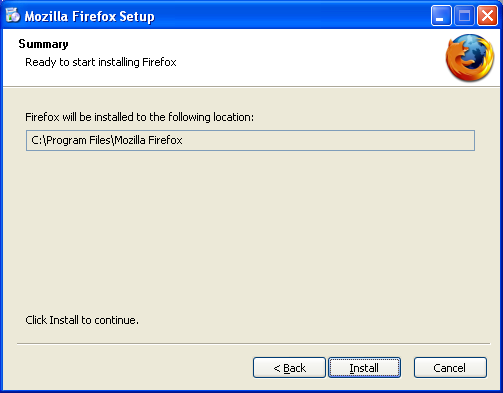 Mozilla Firefox Setup
Summary
Ready to start installing Firefox
Firefox will be installed to the following location:
C:\Program Files\Mozilla Firefox
Click Install to continue.
< Back Install Cancel